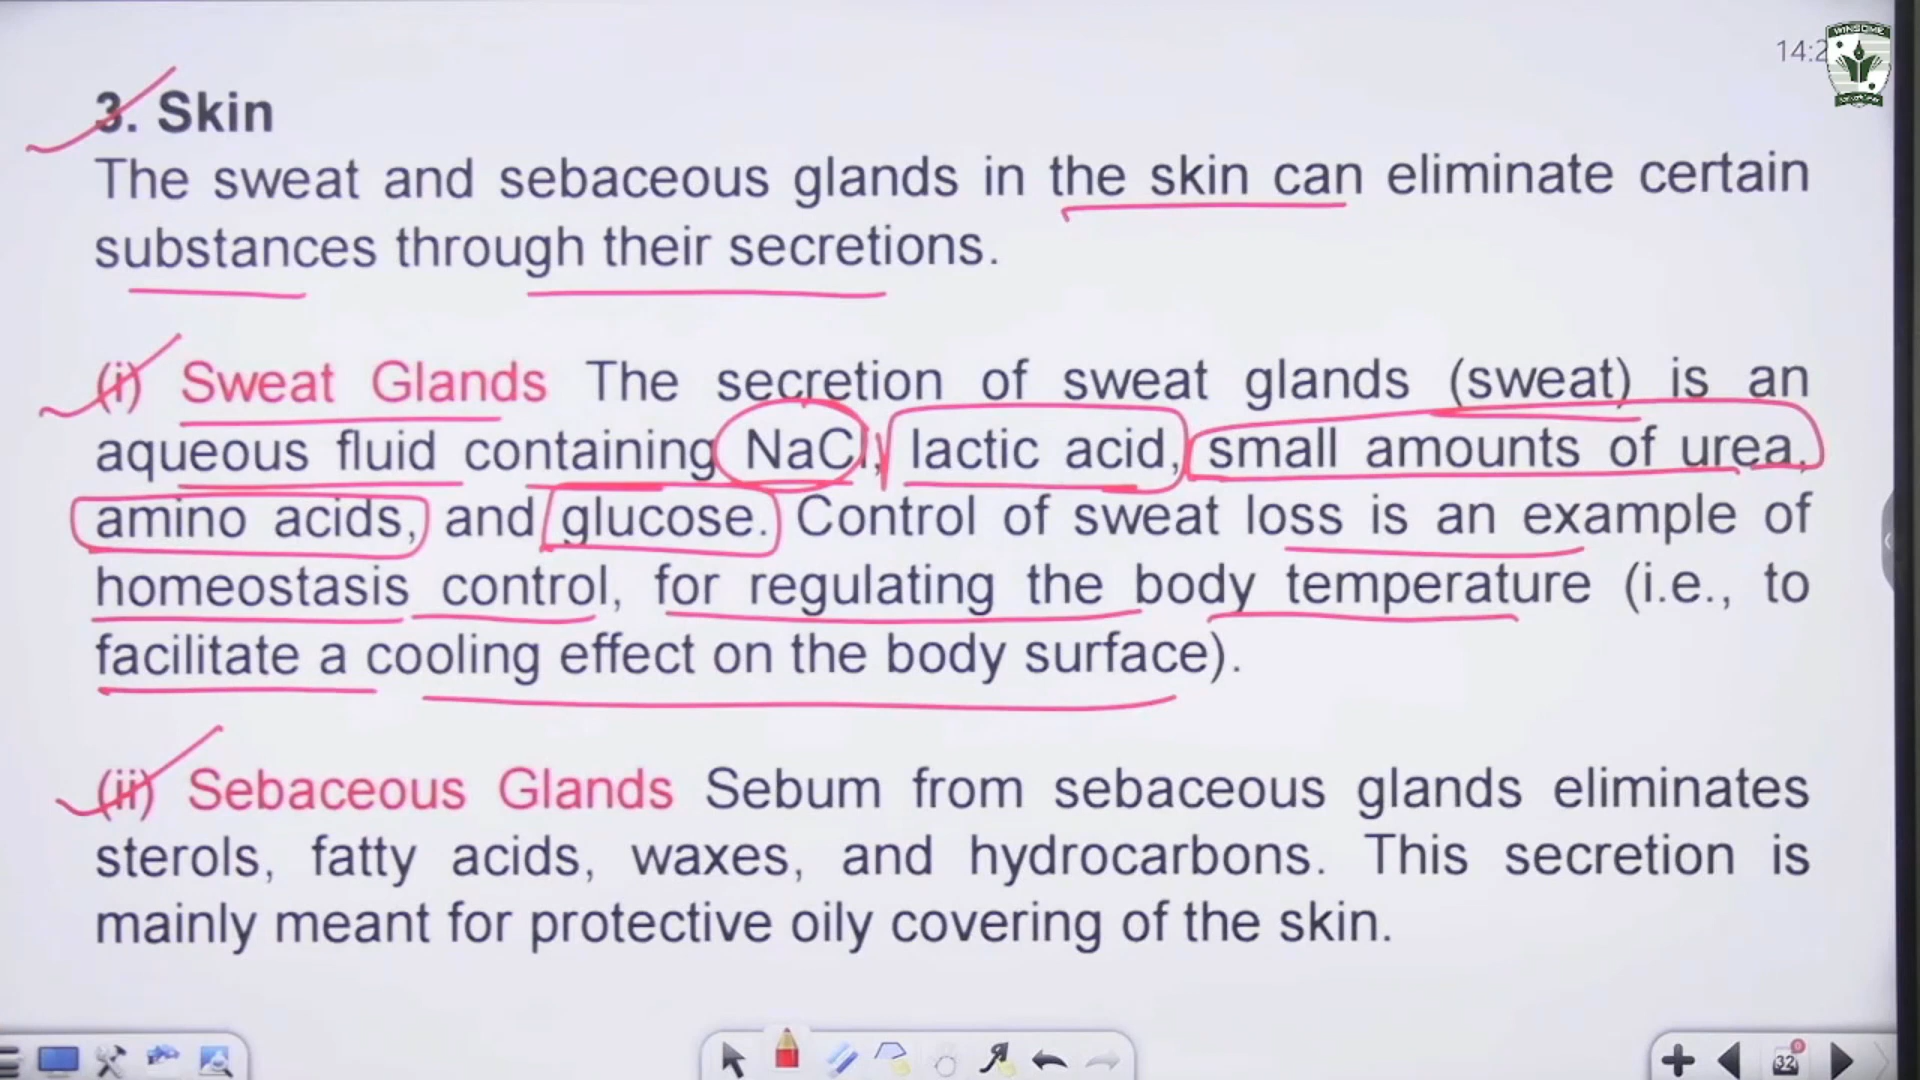 14:2
WINSOME
3. Skin
The sweat and sebaceous glands in the skin can eliminate certain
substances through their secretions.
(i) Sweat Glands The secretion of sweat glands (sweat) is an
aqueous fluid containing NaCl, lactic acid, small amounts of urea,
amino acids, and glucose. Control of sweat loss is an example of
homeostasis control, for regulating the body temperature (i.e., to
facilitate a cooling effect on the body surface).
(ii) Sebaceous Glands Sebum from sebaceous glands eliminates
sterols, fatty acids, waxes, and hydrocarbons. This secretion is
mainly meant for protective oily covering of the skin.
32